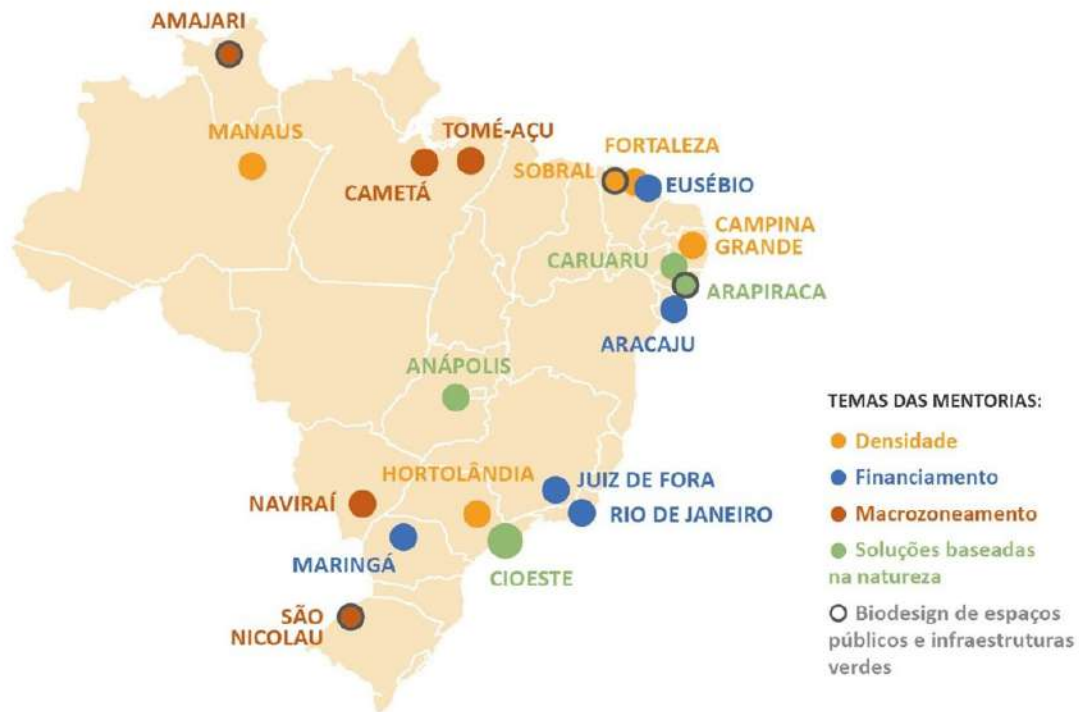 AMAJARI
MANAUS
TOMÉ-AÇU
CAMETÁ
FORTALEZA
SOBRAL
EUSÉBIO
CAMPINA
GRANDE
CARUARU
ARAPIRACA
ARACAJU
ANÁPOLIS
HORTOLÂNDIA
JUIZ DE FORA
NAVIRAÍ
RIO DE JANEIRO
MARINGÁ
CIOESTE
SÃO
NICOLAU
TEMAS DAS MENTORIAS:
Densidade
Financiamento
Macrozoneamento
Soluções baseadas
na natureza
Biodesign de espaços
públicos e infraestruturas
verdes